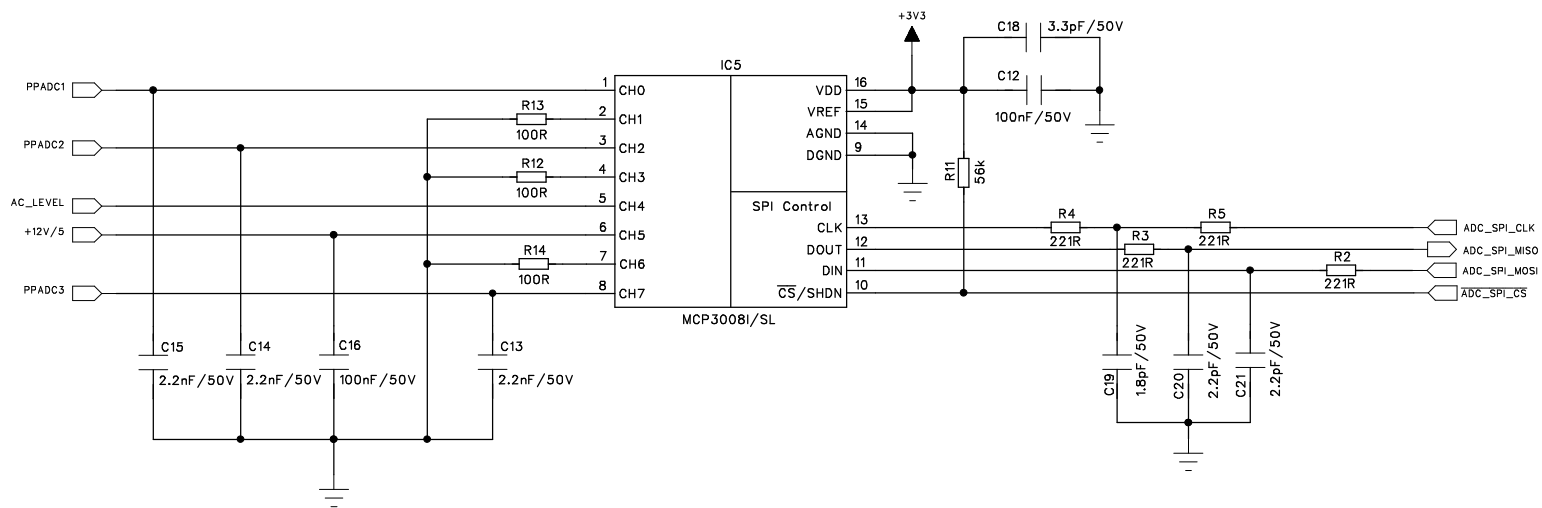 +3V3
C18 3.3pF/50V
IC5
C12
100nF/50V
PPADC1
1 CH0
VDD 16
R13
100R
2 CH1
VREF 15
PPADC2
3 CH2
AGND 14
R12
100R
4 CH3
DGND 9
R11
56k
AC_LEVEL
5 CH4
SPI Control
+12V/5
6 CH5
CLK 13
R4
221R
R5
221R
ADC_SPI_CLK
R14
100R
7 CH6
DOUT 12
R3
221R
ADC_SPI_MISO
DIN 11
R2
221R
ADC_SPI_MOSI
PPADC3
8 CH7
CS/SHDN 10
ADC_SPI_CS
MCP3008I/SL
C15
2.2nF/50V
C14
2.2nF/50V
C16
100nF/50V
C13
2.2nF/50V
C19
1.8pF/50V
C20
2.2pF/50V
C21
2.2pF/50V